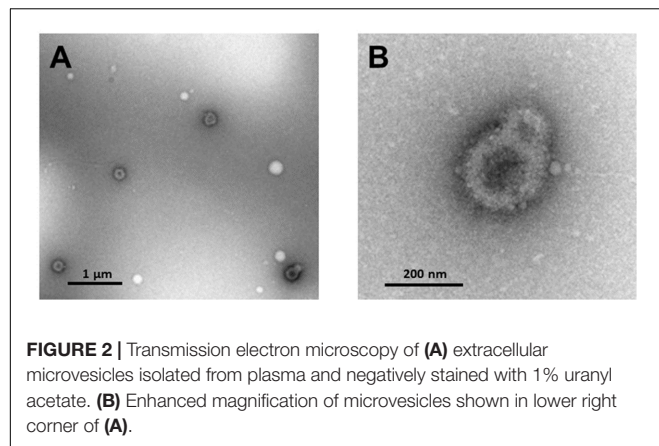 A
B
1 µm
200 nm
FIGURE 2 | Transmission electron microscopy of (A) extracellular
microvesicles isolated from plasma and negatively stained with 1% uranyl
acetate. (B) Enhanced magnification of microvesicles shown in lower right
corner of (A).